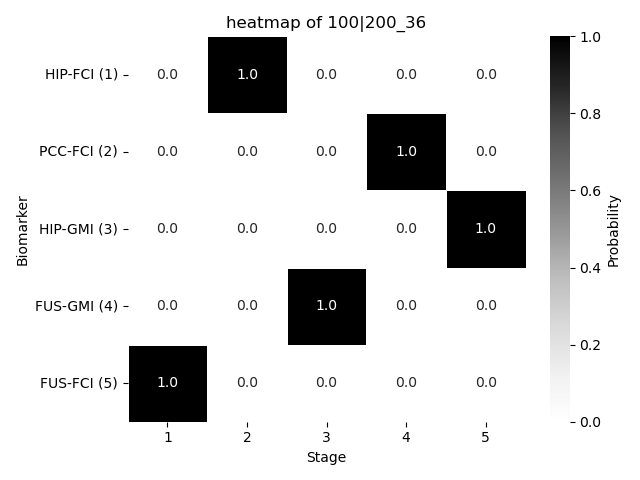 heatmap of 100|200_36
HIP-FCI (1) 0.0 1.0 0.0 0.0 0.0
PCC-FCI (2) 0.0 0.0 0.0 1.0 0.0
HIP-GMI (3) 0.0 0.0 0.0 0.0 1.0
FUS-GMI (4) 0.0 0.0 1.0 0.0 0.0
FUS-FCI (5) 1.0 0.0 0.0 0.0 0.0
1 2 3 4 5
Stage
Biomarker
1.0
0.8
0.6
0.4
0.2
0.0
Probability